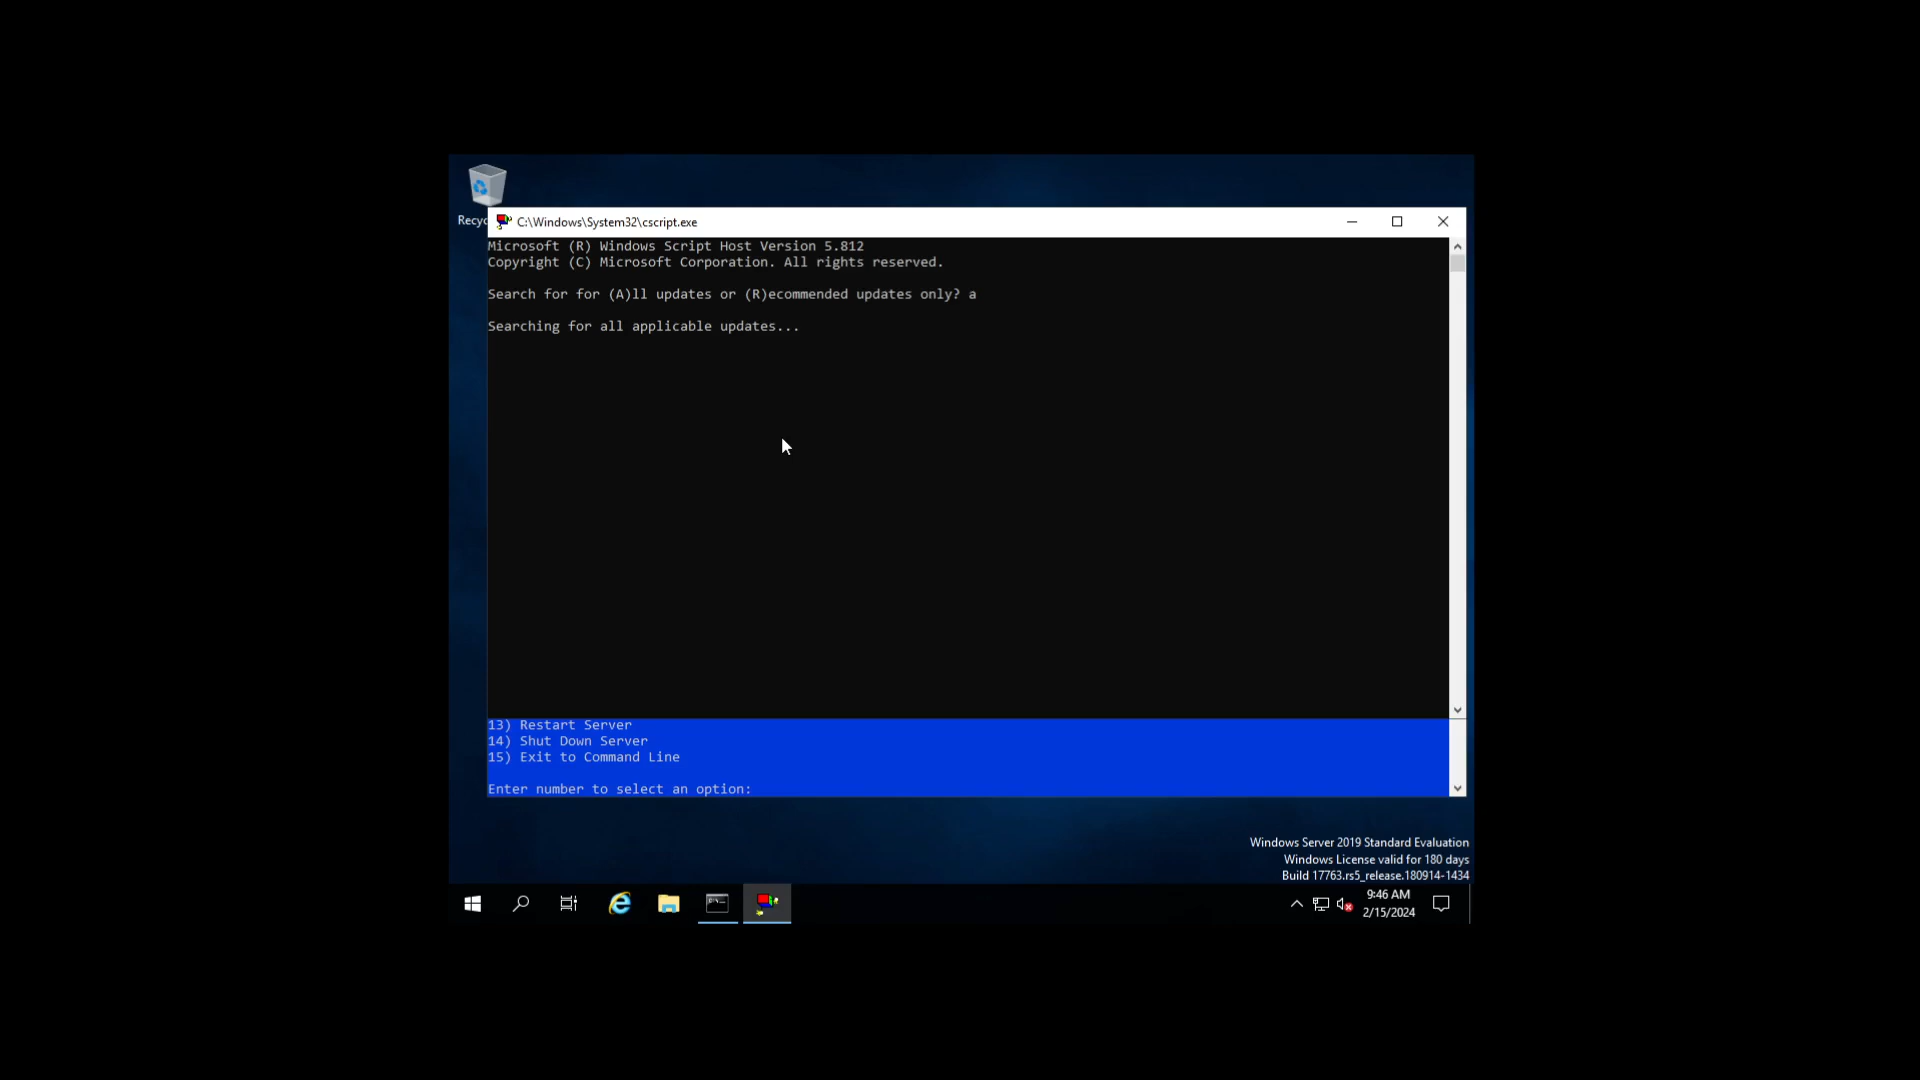 Recyc
C:\Windows\System32\cscript.exe
Microsoft (R) Windows Script Host Version 5.812
Copyright (C) Microsoft Corporation. All rights reserved.
Search for for (A)ll updates or (R)ecommended updates only? a
Searching for all applicable updates...
13) Restart Server
14) Shut Down Server
15) Exit to Command Line
Enter number to select an option:
Windows Server 2019 Standard Evaluation
Windows License valid for 180 days
Build 17763.rs5_release.180914-1434
9:46 AM
2/15/2024